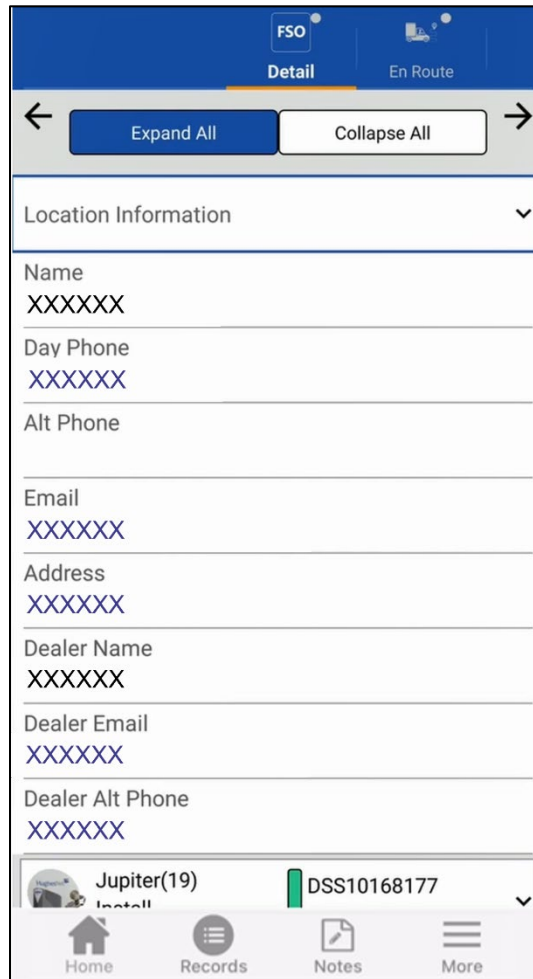 FSO
Detail
En Route
Expand All
Collapse All
Location Information
Name
XXXXXX
Day Phone
XXXXXX
Alt Phone
Email
XXXXXX
Address
XXXXXX
Dealer Name
XXXXXX
Dealer Email
XXXXXX
Dealer Alt Phone
XXXXXX
Jupiter(19)
DSS10168177
Install
Home
Records
Notes
More